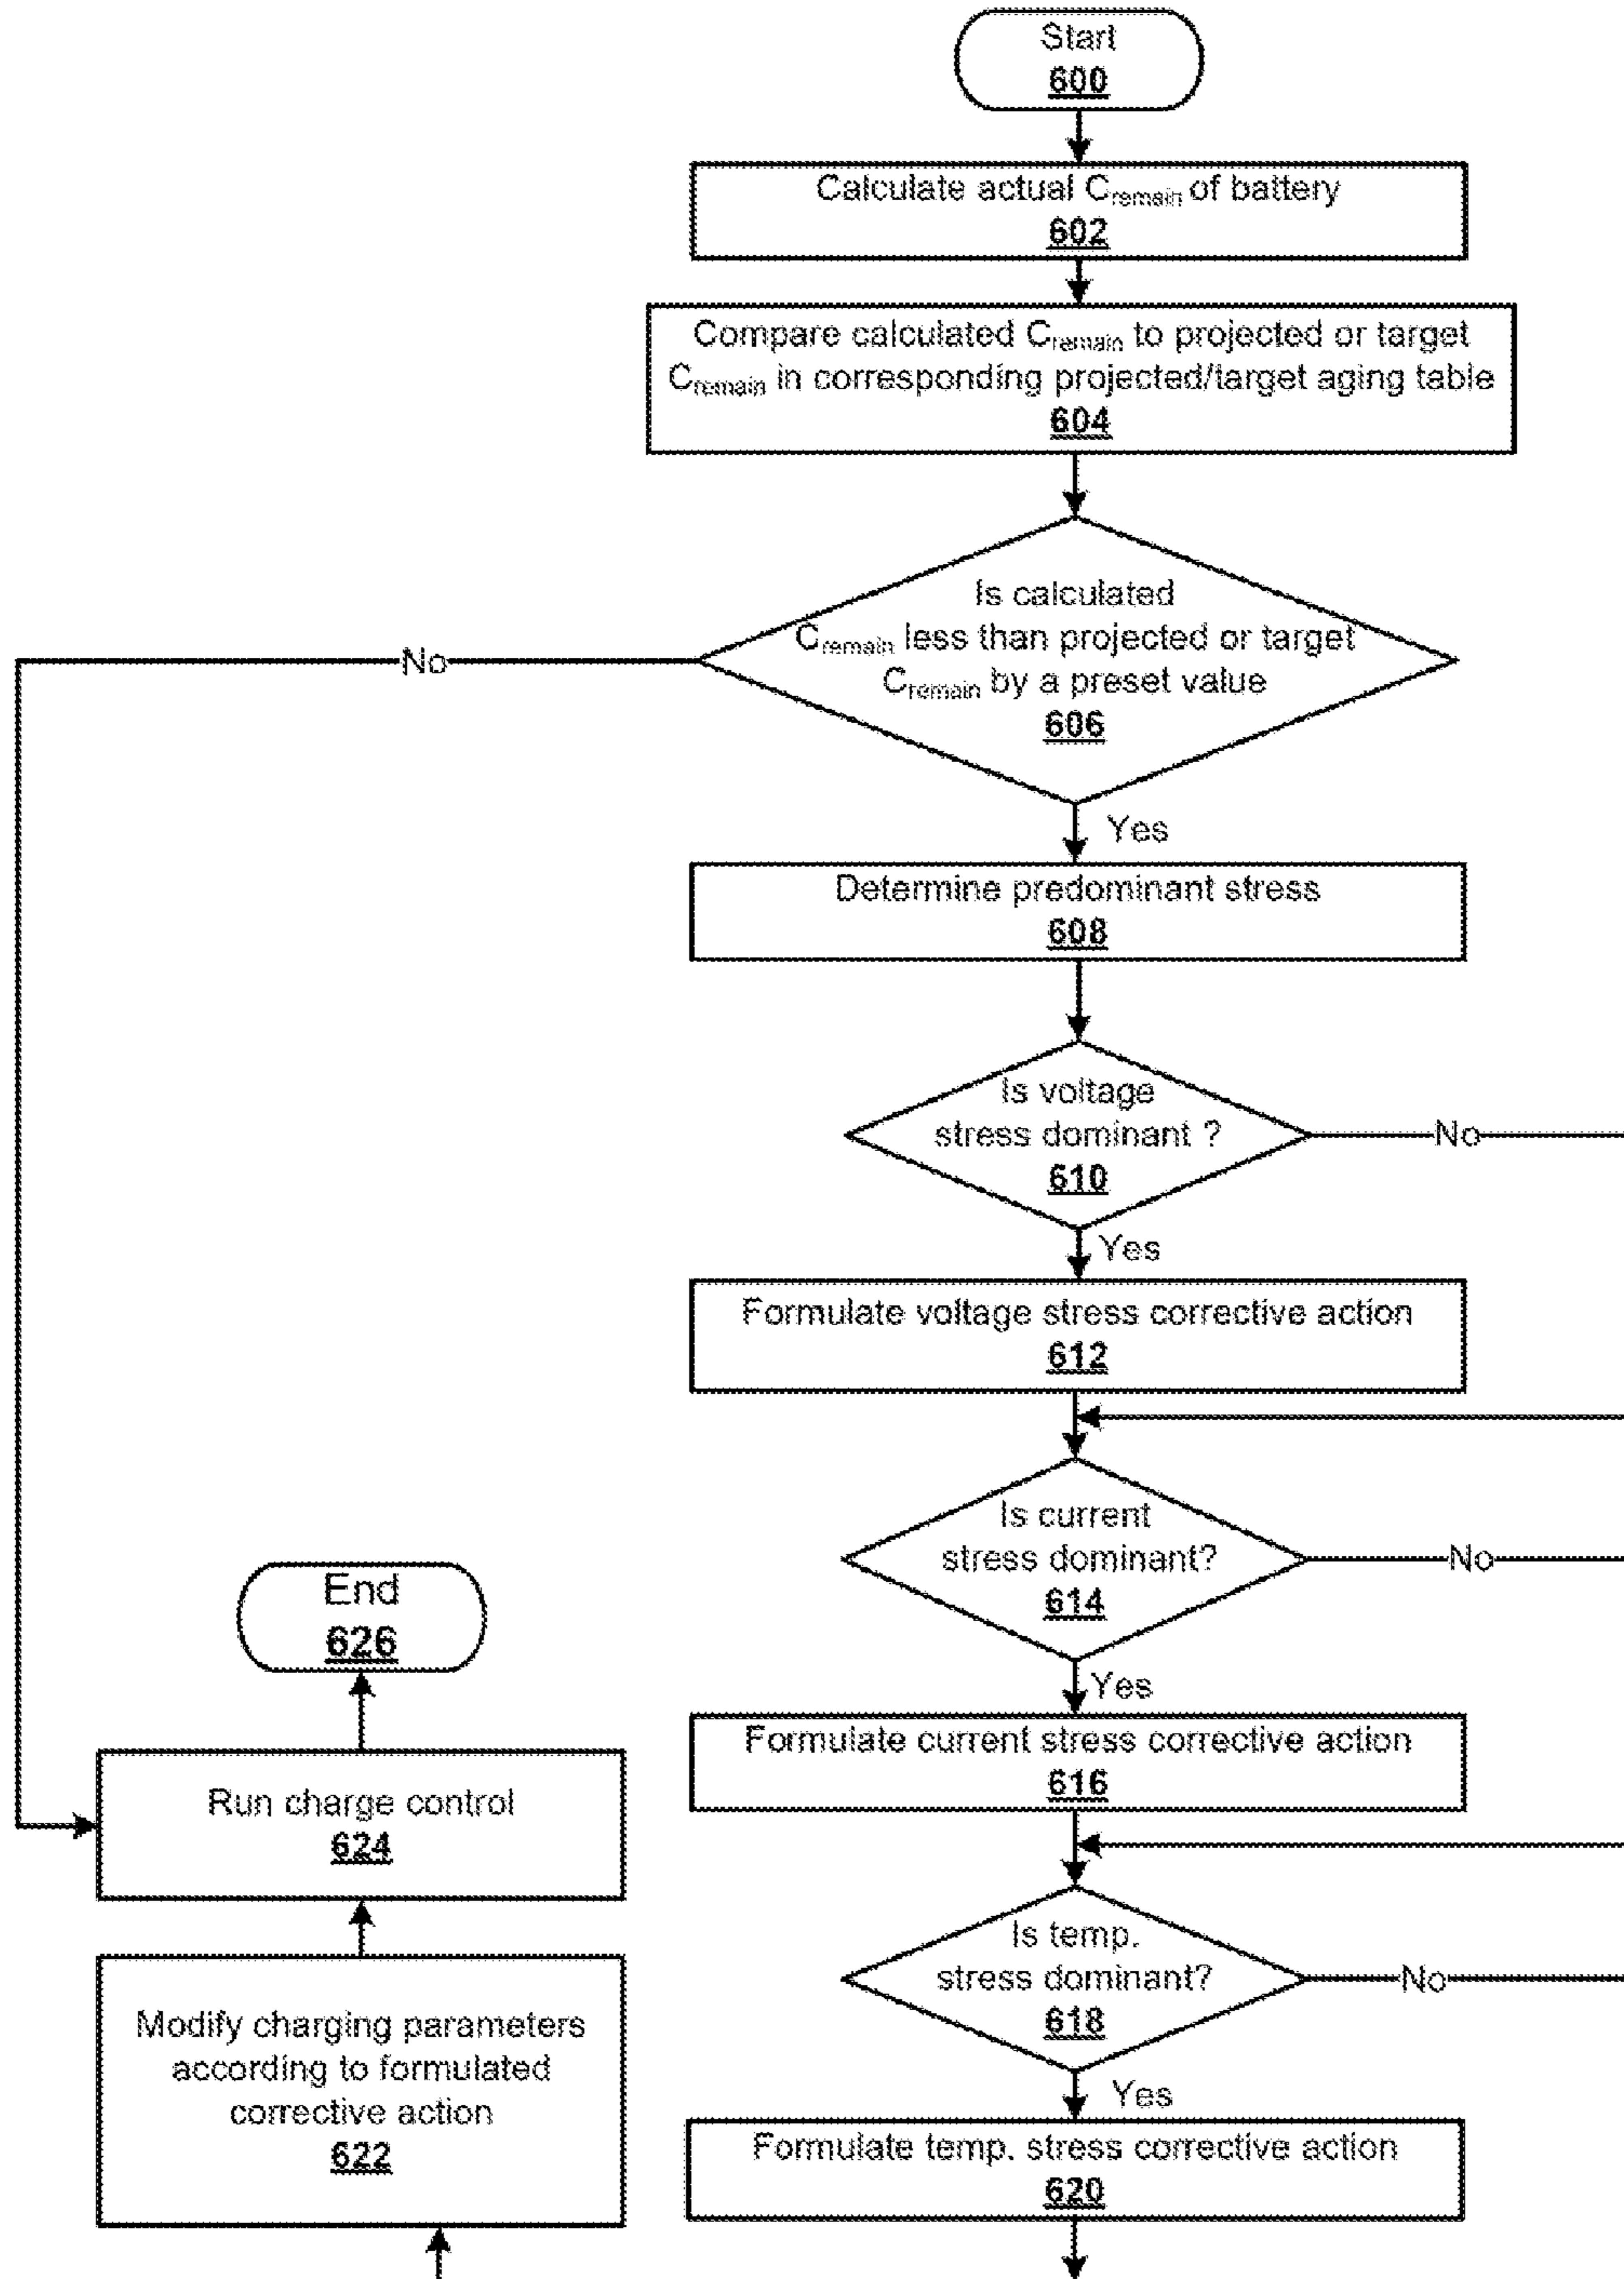 Start
600
Calculate actual Cremain of battery
602
Compare calculated Cremain to projected or target
Cremain in corresponding projected/target aging table
604
Is calculated
Cremain less than projected or target
Cremain by a preset value
606
No
Yes
Determine predominant stress
608
Is voltage
stress dominant ?
610
No
Yes
Formulate voltage stress corrective action
612
Is current
stress dominant?
614
No
Yes
Formulate current stress corrective action
616
Is temp.
stress dominant?
618
No
Yes
Formulate temp. stress corrective action
620
End
626
Run charge control
624
Modify charging parameters
according to formulated
corrective action
622